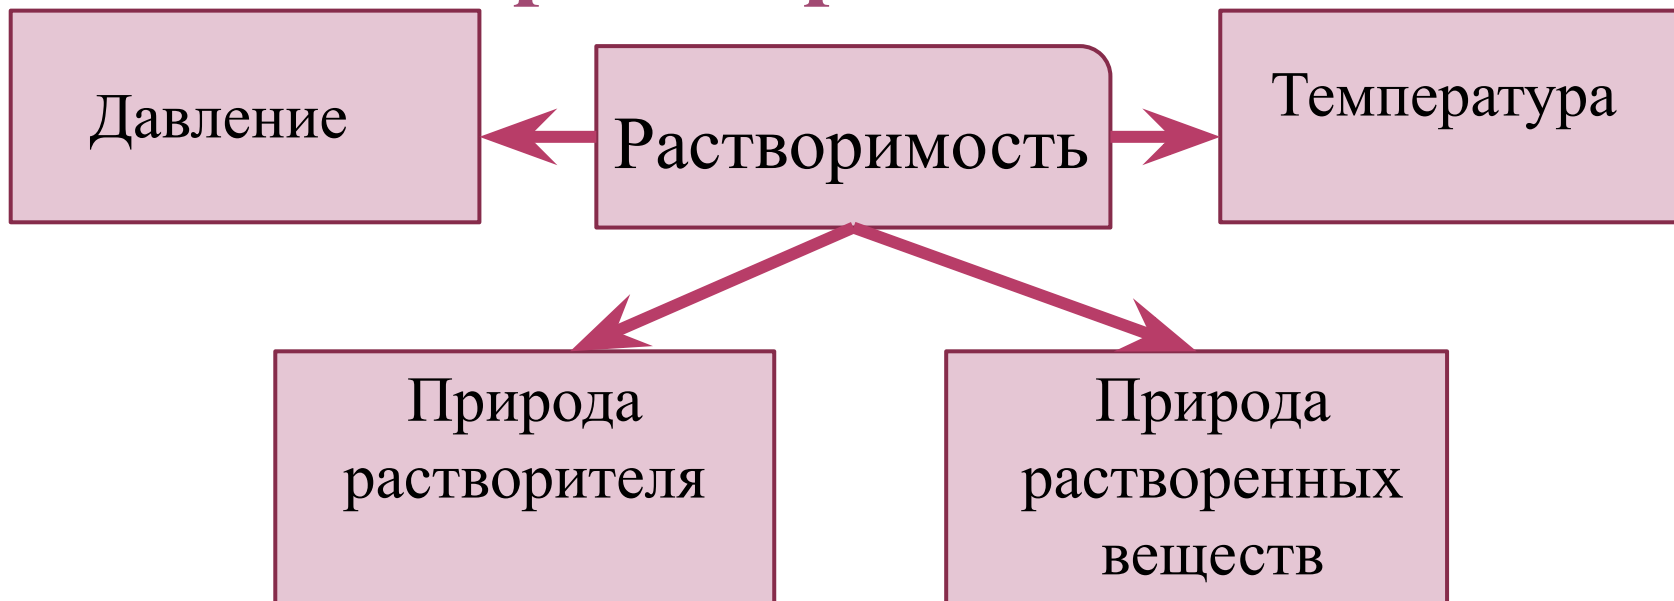 Давление
Растворимость
Температура
Природа
растворителя
Природа
растворенных
веществ